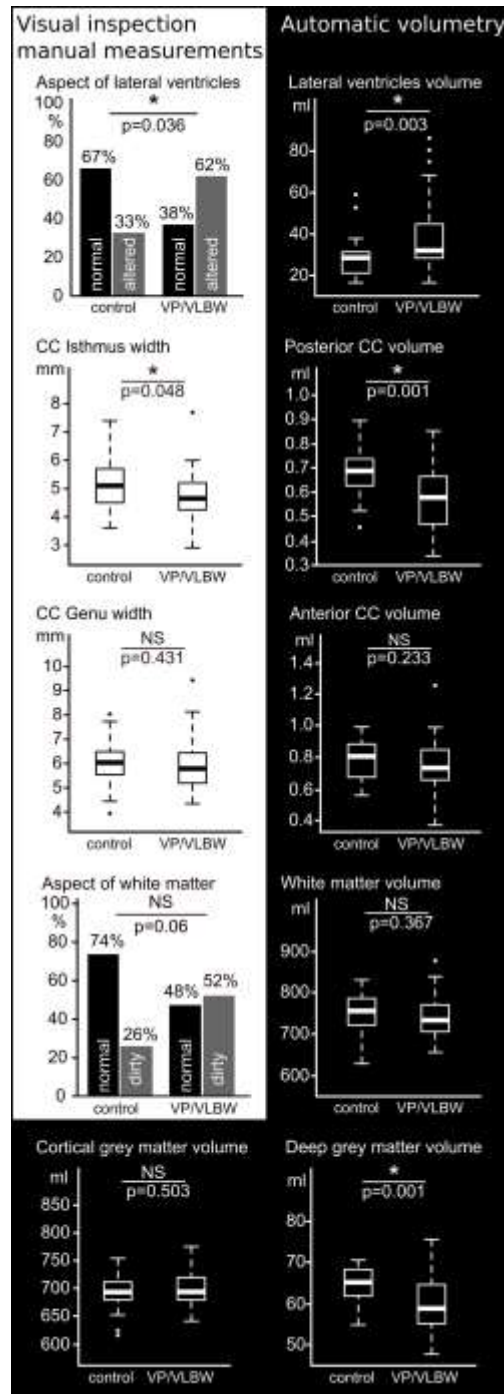 Visual inspection
manual measurements
Automatic volumetry
Aspect of lateral ventricles
100
%
80
60
40
20
0
*
p=0.036
67%
33%
38%
62%
normal
altered
normal
altered
control
VP/VLBW
Lateral ventricles volume
ml
80
60
40
20
*
p=0.003
control
VP/VLBW
CC Isthmus width
mm
8
7
6
5
4
3
*
p=0.048
control
VP/VLBW
Posterior CC volume
ml
1.0
0.9
0.8
0.7
0.6
0.5
0.4
0.3
*
p=0.001
control
VP/VLBW
CC Genu width
mm
10
9
8
7
6
5
4
NS
p=0.431
control
VP/VLBW
Anterior CC volume
ml
1.4
1.2
1.0
0.8
0.6
0.4
NS
p=0.233
control
VP/VLBW
Aspect of white matter
100
%
80
60
40
20
0
NS
p=0.06
74%
26%
48%
52%
normal
dirty
normal
dirty
control
VP/VLBW
White matter volume
ml
900
800
700
600
NS
p=0.367
control
VP/VLBW
Cortical grey matter volume
ml
850
800
750
700
650
600
NS
p=0.503
control
VP/VLBW
Deep grey matter volume
ml
80
70
60
50
*
p=0.001
control
VP/VLBW